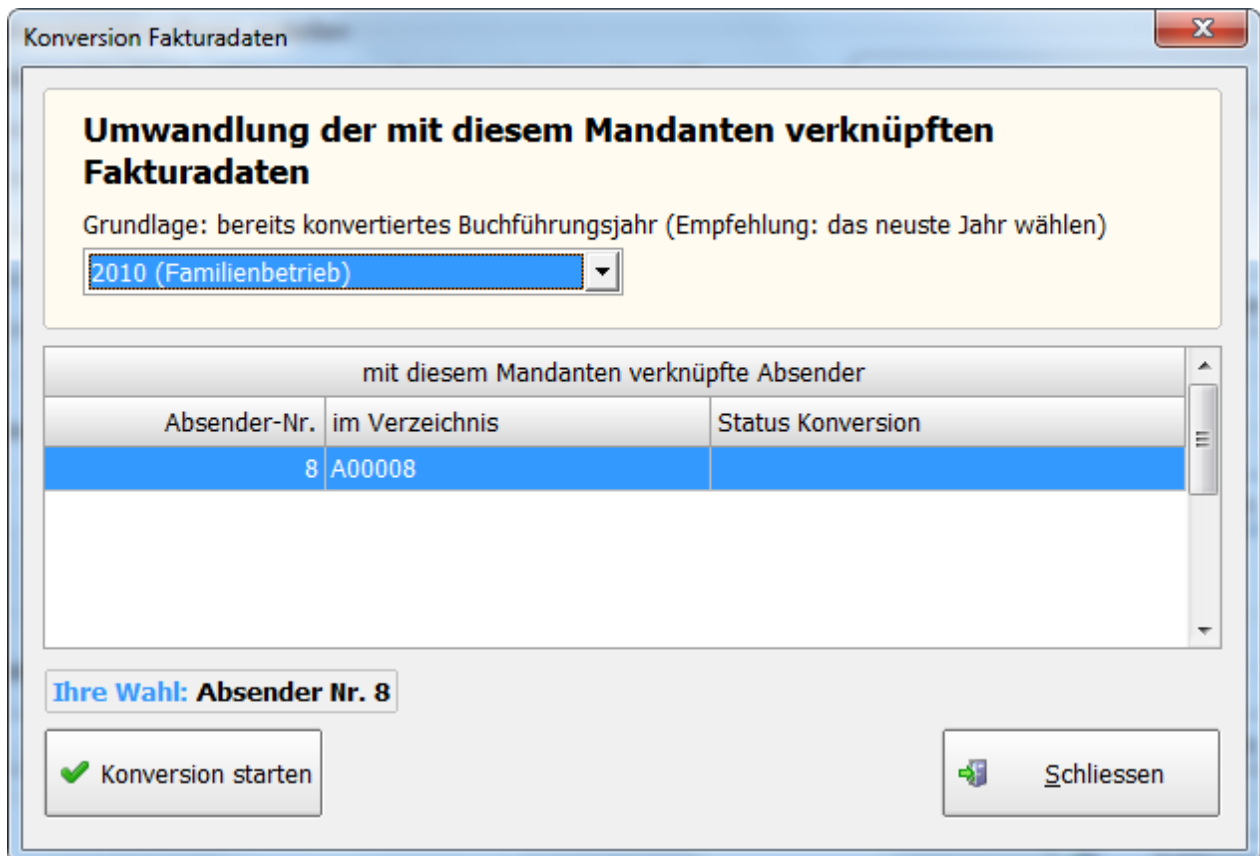 Konversion Fakturadaten
Umwandlung der mit diesem Mandanten verknüpften
Fakturadaten
Grundlage: bereits konvertiertes Buchführungsjahr (Empfehlung: das neuste Jahr wählen)
2010 (Familienbetrieb)
mit diesem Mandanten verknüpfte Absender
Absender-Nr. im Verzeichnis Status Konversion
8 A00008
Ihre Wahl: Absender Nr. 8
Konversion starten Schliessen